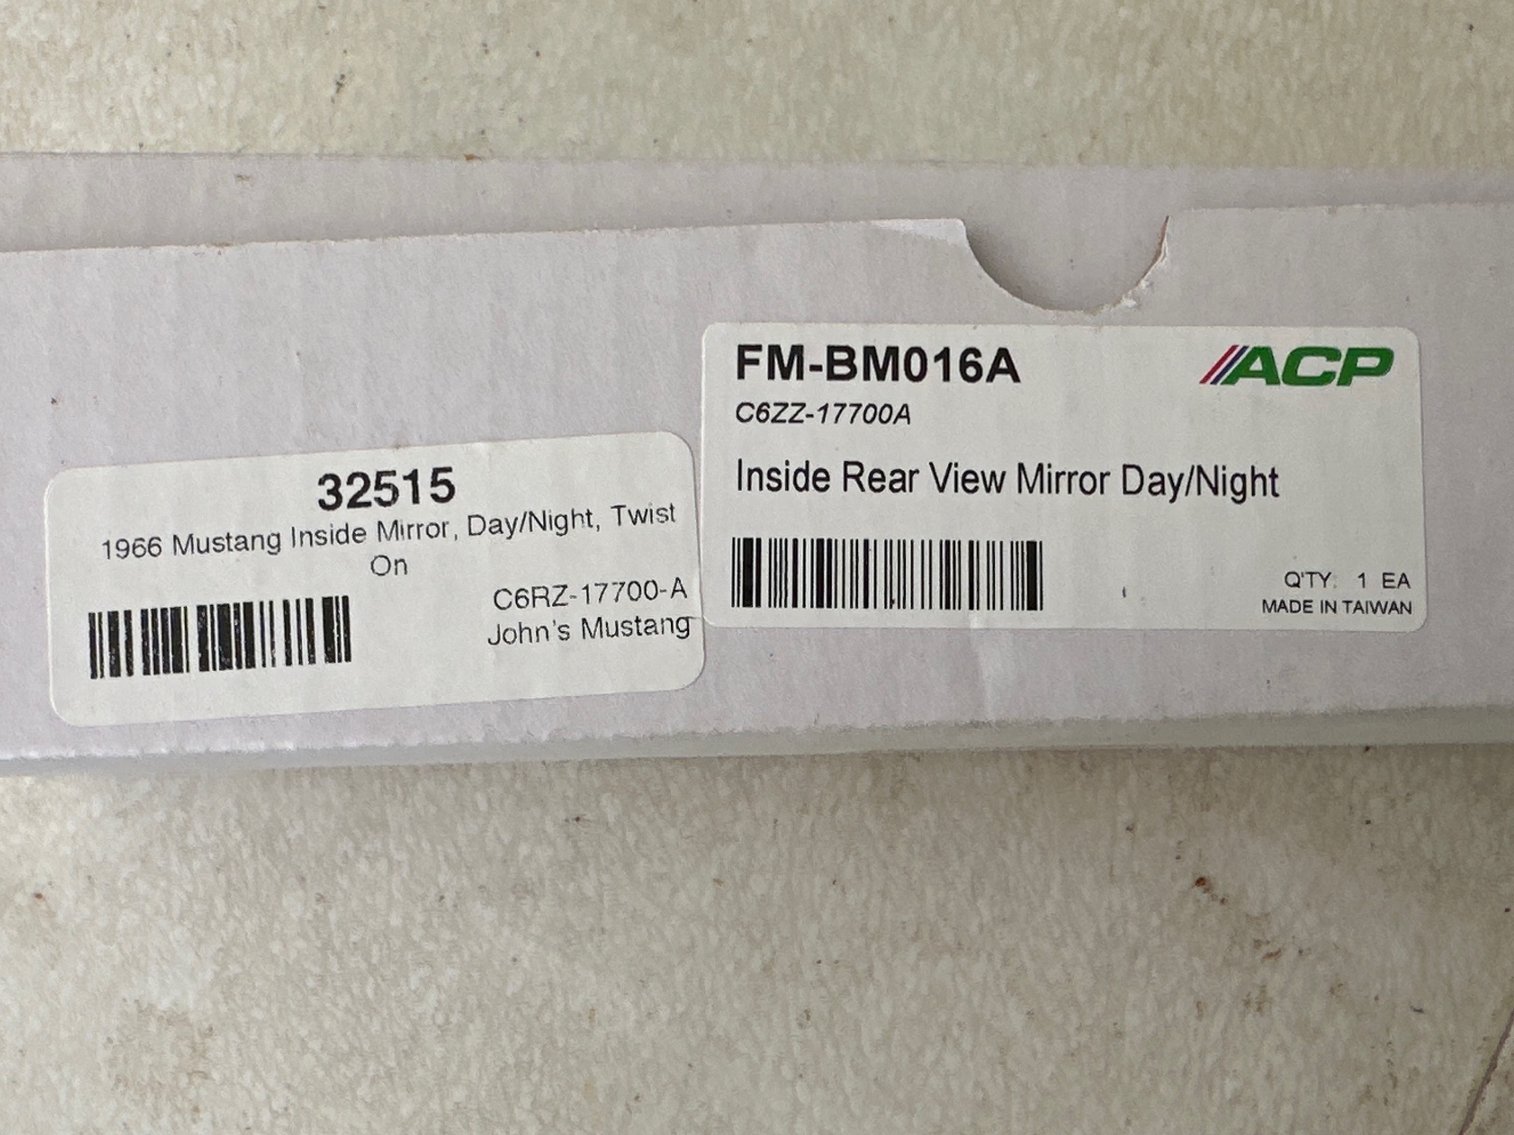 FM-BM016A
ACP
C6ZZ-17700A
Inside Rear View Mirror Day/Night
Q'TY: 1 EA
MADE IN TAIWAN
32515
1966 Mustang Inside Mirror, Day/Night, Twist
On
C6RZ-17700-A
John's Mustang